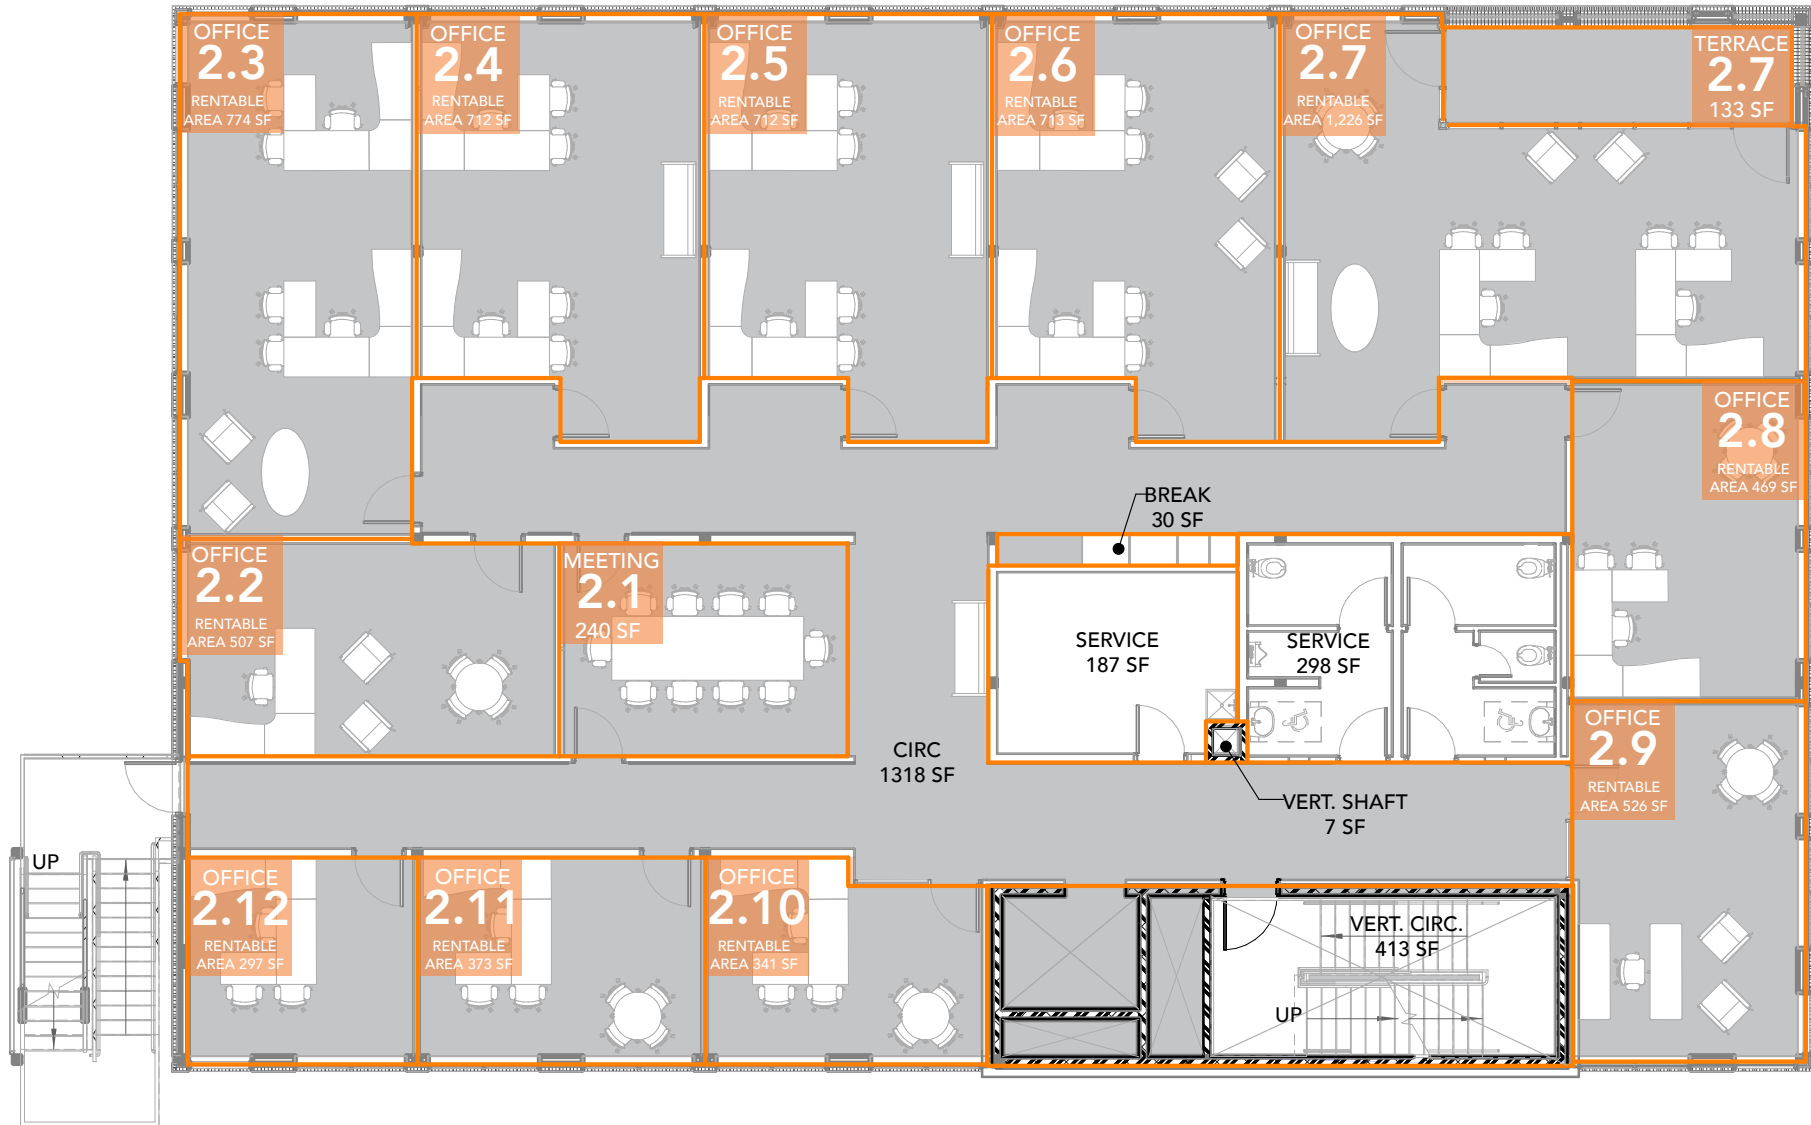 OFFICE
2.3
RENTABLE
AREA 774 SF
OFFICE
2.4
RENTABLE
AREA 712 SF
OFFICE
2.5
RENTABLE
AREA 712 SF
OFFICE
2.6
RENTABLE
AREA 713 SF
OFFICE
2.7
RENTABLE
AREA 1,226 SF
TERRACE
2.7
133 SF
OFFICE
2.8
RENTABLE
AREA 469 SF
BREAK
30 SF
OFFICE
2.2
RENTABLE
AREA 507 SF
MEETING
2.1
240 SF
SERVICE
187 SF
SERVICE
298 SF
CIRC
1318 SF
OFFICE
2.9
RENTABLE
AREA 526 SF
VERT. SHAFT
7 SF
UP
OFFICE
2.12
RENTABLE
AREA 297 SF
OFFICE
2.11
RENTABLE
AREA 373 SF
OFFICE
2.10
RENTABLE
AREA 341 SF
VERT. CIRC.
413 SF
UP